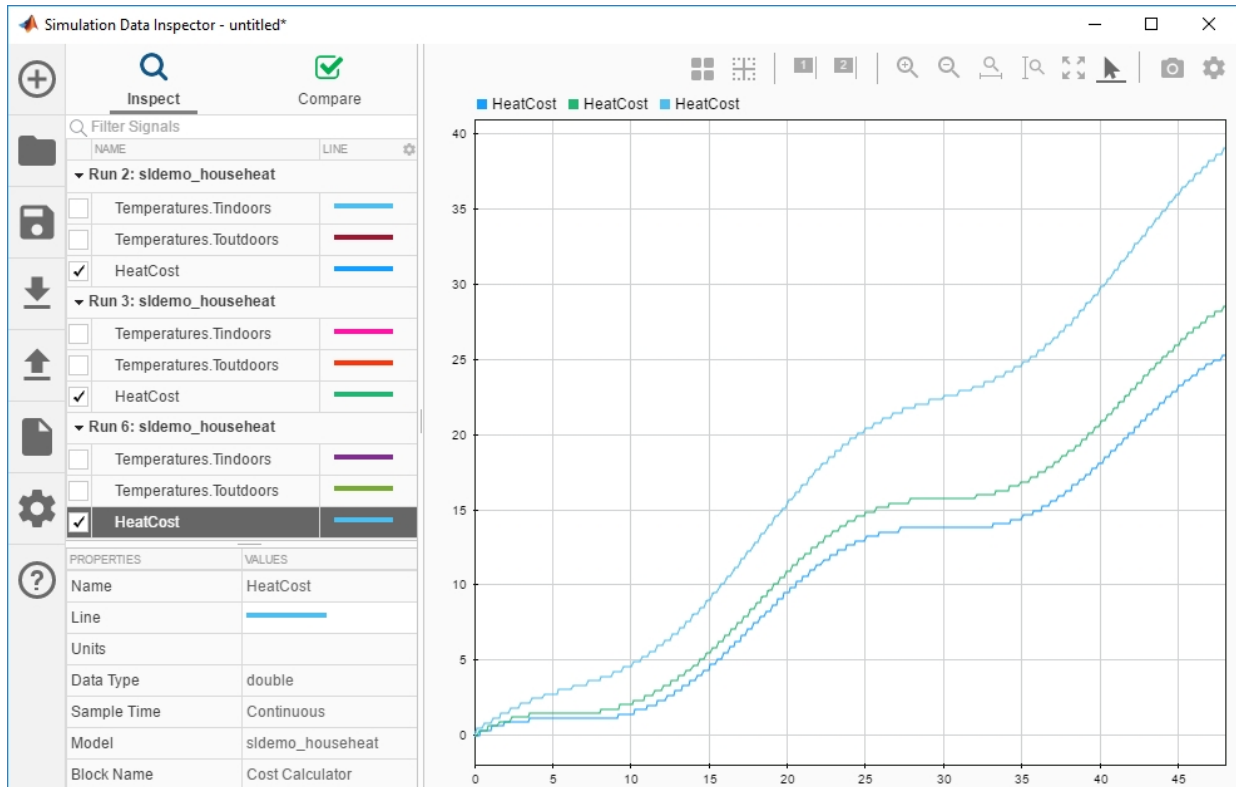 Simulation Data Inspector - untitled*
Inspect
Compare
Filter Signals
NAME LINE
Run 2: sldemo_househeat
Temperatures.Tindoors
Temperatures.Toutdoors
HeatCost
Run 3: sldemo_househeat
Temperatures.Tindoors
Temperatures.Toutdoors
HeatCost
Run 6: sldemo_househeat
Temperatures.Tindoors
Temperatures.Toutdoors
HeatCost
PROPERTIES VALUES
Name HeatCost
Line
Units
Data Type double
Sample Time Continuous
Model sldemo_househeat
Block Name Cost Calculator
1 2
HeatCost HeatCost HeatCost
40
35
30
25
20
15
10
5
0
0 5 10 15 20 25 30 35 40 45